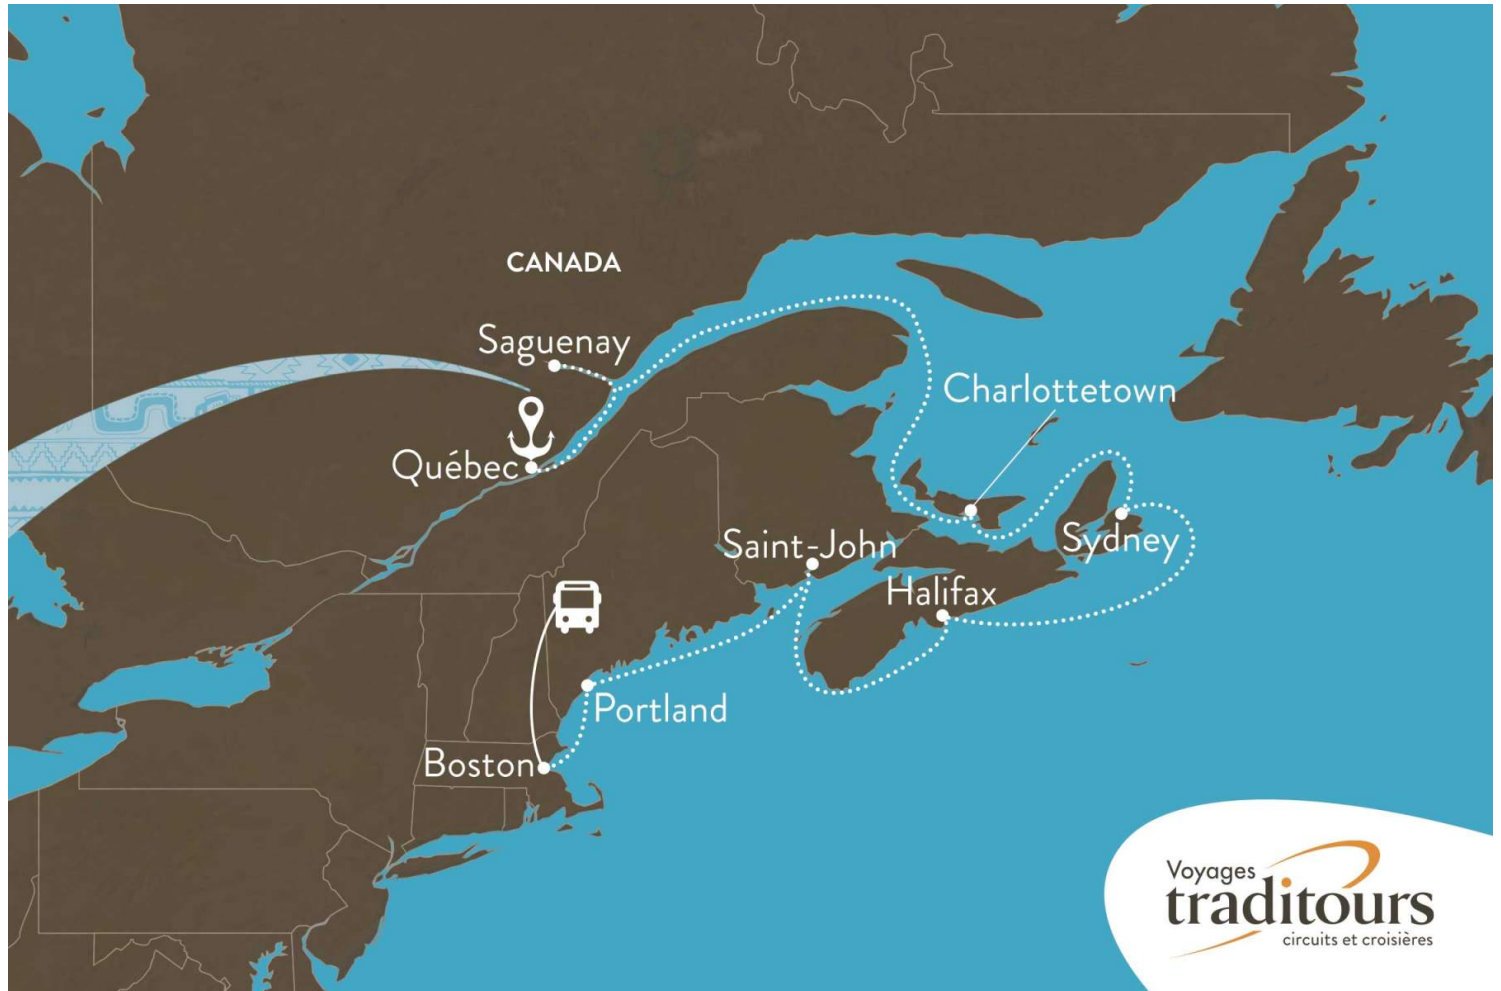 CANADA
Saguenay
Charlottetown
Québec
Saint-John
Sydney
Halifax
Portland
Boston
Voyages
traditours
circuits et croisières